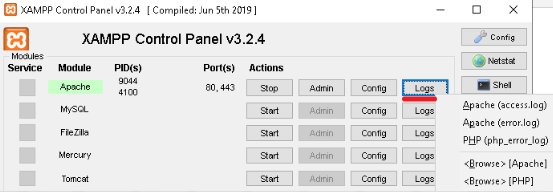 XAMPP Control Panel v3.2.4 [ Compiled: Jun 5th 2019 ]
XAMPP Control Panel v3.2.4
Config
Modules
Service Module PID(s) Port(s) Actions
Netstat
Apache 9044 4100 80, 443 Stop Admin Config Logs
Shell
MySQL Start Admin Config Logs
FileZilla Start Admin Config Logs
Mercury Start Admin Config Logs
Tomcat Start Admin Config Logs
Apache (access.log)
Apache (error.log)
PHP (php_error_log)
<Browse> [Apache]
<Browse> [PHP]